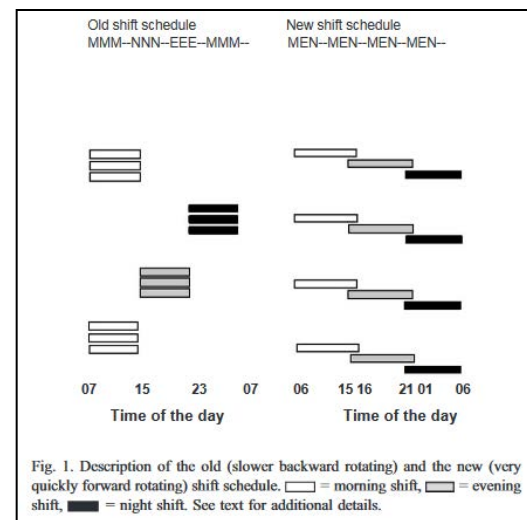 Old shift schedule
MMM--NNN--EEE--MMM--
New shift schedule
MEN--MEN--MEN--MEN--
07 15 23 07
Time of the day
06 15 16 21 01 06
Time of the day
Fig. 1. Description of the old (slower backward rotating) and the new (very
quickly forward rotating) shift schedule. = morning shift, = evening
shift, = night shift. See text for additional details.